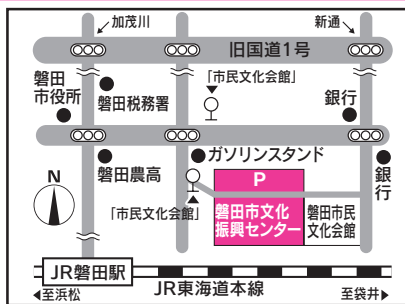 加茂川
新通
旧国道1号
磐田
市役所
磐田税務署
「市民文化会館」
銀行
磐田農高
ガソリンスタンド
銀行
N
P
「市民文化会館」
磐田市文化
振興センター
磐田市民
文化会館
JR磐田駅
JR東海道本線
至浜松
至袋井